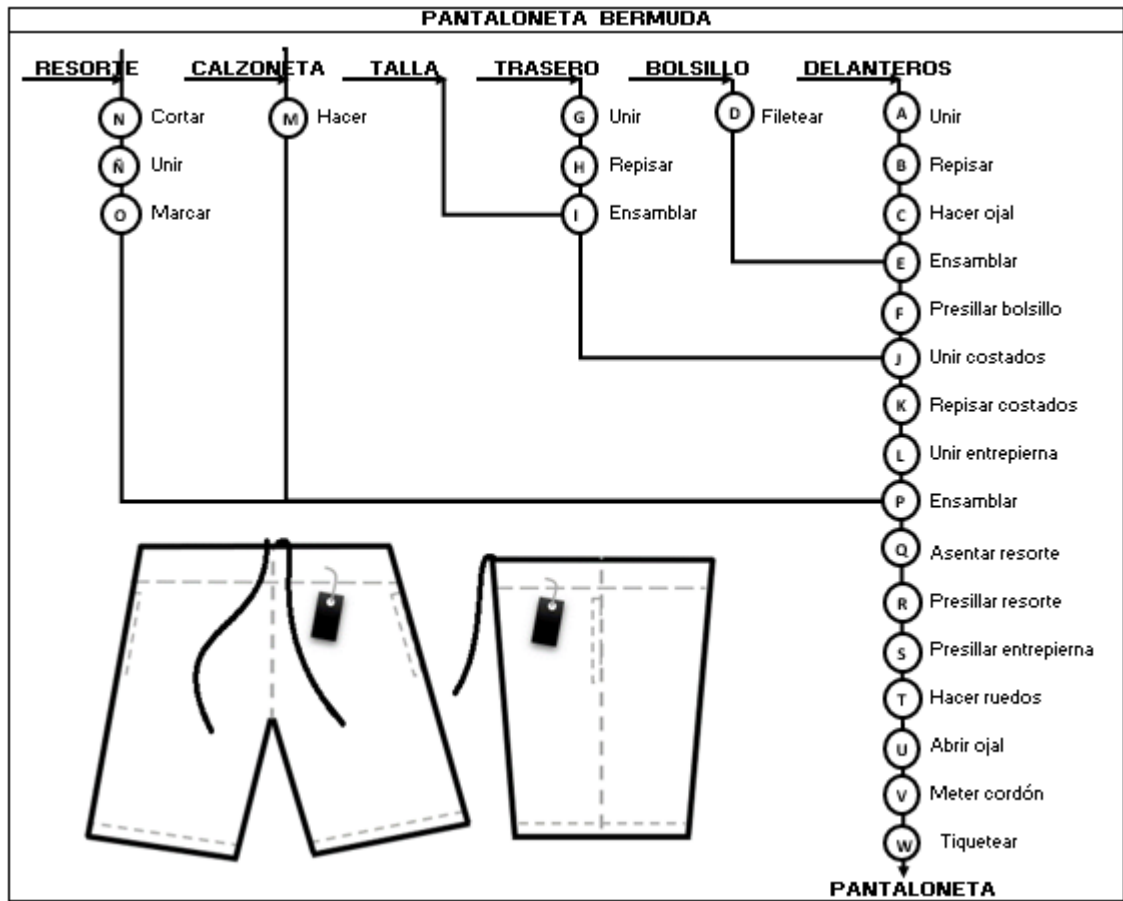 PANTALONETA BERMUDA
RESORTE CALZONETA TALLA TRASERO BOLSILLO DELANTEROS
N Cortar M Hacer G Unir D Filetear A Unir
Ñ Unir H Repisar B Repisar
O Marcar I Ensamblar C Hacer ojal
E Ensamblar
F Presillar bolsillo
J Unir costados
K Repisar costados
L Unir entrepierna
P Ensamblar
Q Asentar resorte
R Presillar resorte
S Presillar entrepierna
T Hacer ruedos
U Abrir ojal
V Meter cordón
W Tiquetear
PANTALONETA